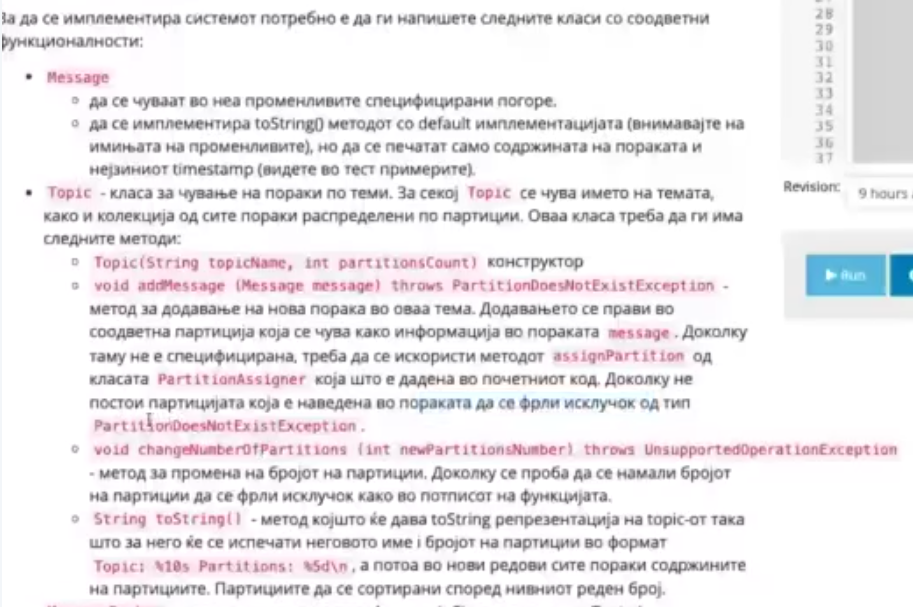 За да се имплементира системот потребно е да ги напишете следните класи со соодветни
функционалности:
Message
да се чуваат во неа променливите специфицирани погоре.
да се имплементира toString() методот со default имплементацијата (внимавајте на
имињата на променливите), но да се печатат само содржината на пораката и
нејзиниот timestamp (видете во тест примерите).
Topic - класа за чување на пораки по теми. За секој Topic се чува името на темата,
како и колекција од сите пораки распределени по партиции. Оваа класа треба да ги има
следните методи:
Topic(String topicName, int partitionsCount) конструктор
void addMessage (Message message) throws PartitionDoesNotExistException -
метод за додавање на нова порака во оваа тема. Додавањето се прави во
соодветна партиција која се чува како информација во пораката message. Доколку
таму не е специфицирана, треба да се искористи методот assignPartition од
класата PartitionAssigner која што е дадена во почетниот код. Доколку не
постои партицијата која е наведена во пораката да се фрли исклучок од тип
PartitionDoesNotExistException.
void changeNumberOfPartitions (int newPartitionsNumber) throws UnsupportedOperationException
- метод за промена на бројот на партиции. Доколку се проба да се намали бројот
на партиции да се фрли исклучок како во потписот на функцијата.
String toString() - метод којшто ќе дава toString репрезентација на topic-от така
што за него ќе се испечати неговото име i бројот на партиции во формат
Topic: %10s Partitions: %5d\n, а потоа во нови редови сите пораки содржините
на партициите. Партициите да се сортирани според нивниот реден број.
28
29
30
31
32
33
34
35
36
37
Revision:
9 hours
Run